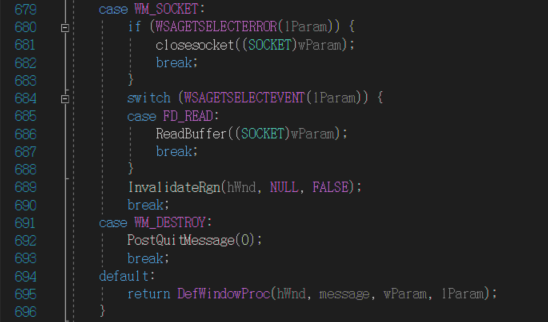 679 case WM_SOCKET:
680 if (WSAGETSELECTERROR(lParam)) {
681 closesocket((SOCKET)wParam);
682 break;
683 }
684 switch (WSAGETSELECTEVENT(lParam)) {
685 case FD_READ:
686 ReadBuffer((SOCKET)wParam);
687 break;
688 }
689 InvalidateRgn(hWnd, NULL, FALSE);
690 break;
691 case WM_DESTROY:
692 PostQuitMessage(0);
693 break;
694 default:
695 return DefWindowProc(hWnd, message, wParam, lParam);
696 }